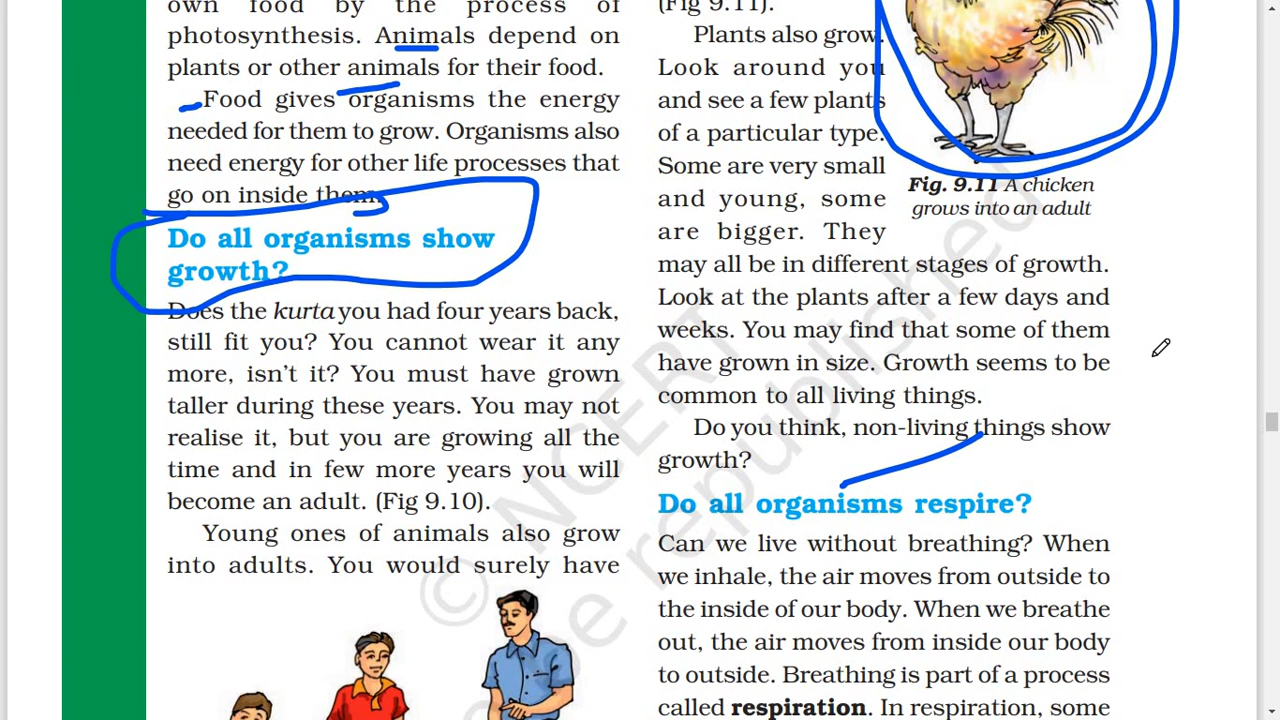 own food by the process of
photosynthesis. Animals depend on
plants or other animals for their food.
Food gives organisms the energy
needed for them to grow. Organisms also
need energy for other life processes that
go on inside them.
Do all organisms show
growth?
Does the kurta you had four years back,
still fit you? You cannot wear it any
more, isn't it? You must have grown
taller during these years. You may not
realise it, but you are growing all the
time and in few more years you will
become an adult. (Fig 9.10).
Young ones of animals also grow
into adults. You would surely have
(Fig 9.11).
Plants also grow.
Look around you
and see a few plants
of a particular type.
Some are very small
and young, some
are bigger. They
may all be in different stages of growth.
Look at the plants after a few days and
weeks. You may find that some of them
have grown in size. Growth seems to be
common to all living things.
Do you think, non-living things show
growth?
Do all organisms respire?
Can we live without breathing? When
we inhale, the air moves from outside to
the inside of our body. When we breathe
out, the air moves from inside our body
to outside. Breathing is part of a process
called respiration. In respiration, some
Fig. 9.11 A chicken
grows into an adult
© NCERT
be republished